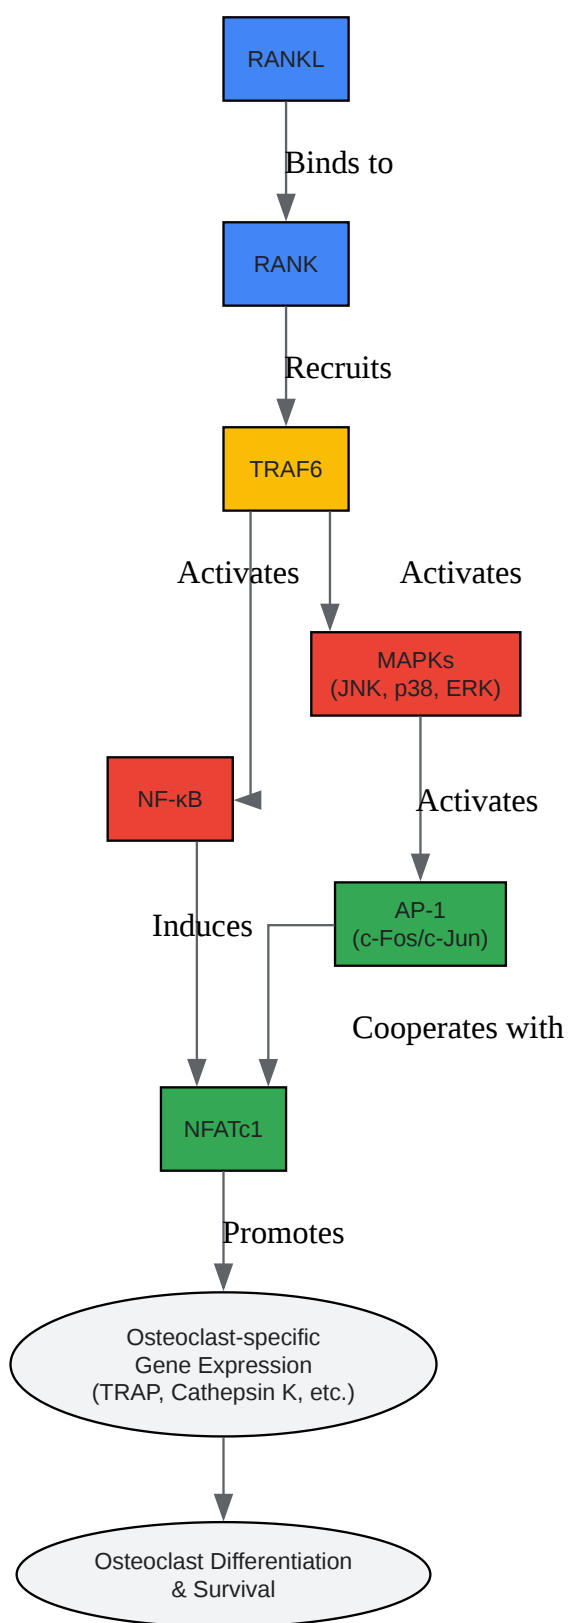 RANKL
Binds to
RANK
Recruits
TRAF6
Activates
Activates
MAPKs
(JNK, p38, ERK)
NF-κB
Activates
AP-1
(c-Fos/c-Jun)
Induces
Cooperates with
NFATc1
Promotes
Osteoclast-specific
Gene Expression
(TRAP, Cathepsin K, etc.)
Osteoclast Differentiation
& Survival